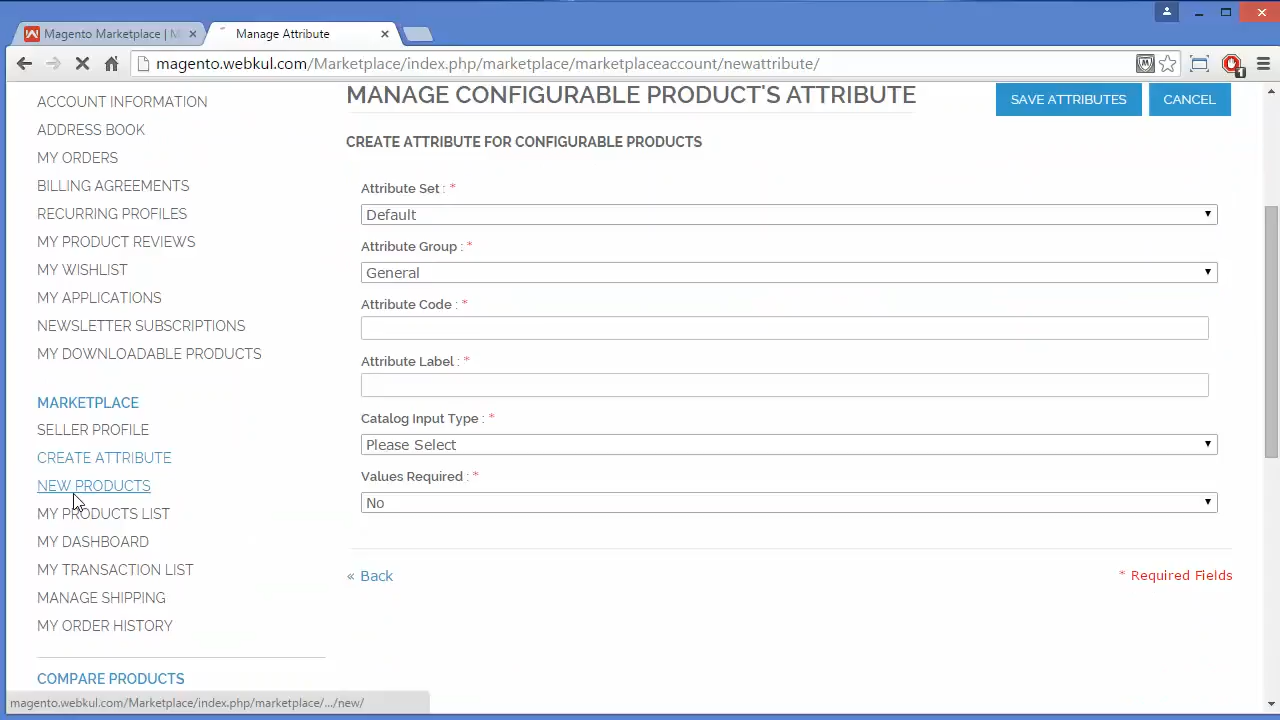 Magento Marketplace | M
Manage Attribute
magento.webkul.com/Marketplace/index.php/marketplace/marketplaceaccount/newattribute/
ACCOUNT INFORMATION
ADDRESS BOOK
MY ORDERS
BILLING AGREEMENTS
RECURRING PROFILES
MY PRODUCT REVIEWS
MY WISHLIST
MY APPLICATIONS
NEWSLETTER SUBSCRIPTIONS
MY DOWNLOADABLE PRODUCTS
MARKETPLACE
SELLER PROFILE
CREATE ATTRIBUTE
NEW PRODUCTS
MY PRODUCTS LIST
MY DASHBOARD
MY TRANSACTION LIST
MANAGE SHIPPING
MY ORDER HISTORY
COMPARE PRODUCTS
MANAGE CONFIGURABLE PRODUCT'S ATTRIBUTE
SAVE ATTRIBUTES
CANCEL
CREATE ATTRIBUTE FOR CONFIGURABLE PRODUCTS
Attribute Set : *
Default
Attribute Group : *
General
Attribute Code : *
Attribute Label : *
Catalog Input Type : *
Please Select
Values Required : *
No
« Back
* Required Fields
magento.webkul.com/Marketplace/index.php/marketplace/.../new/
1